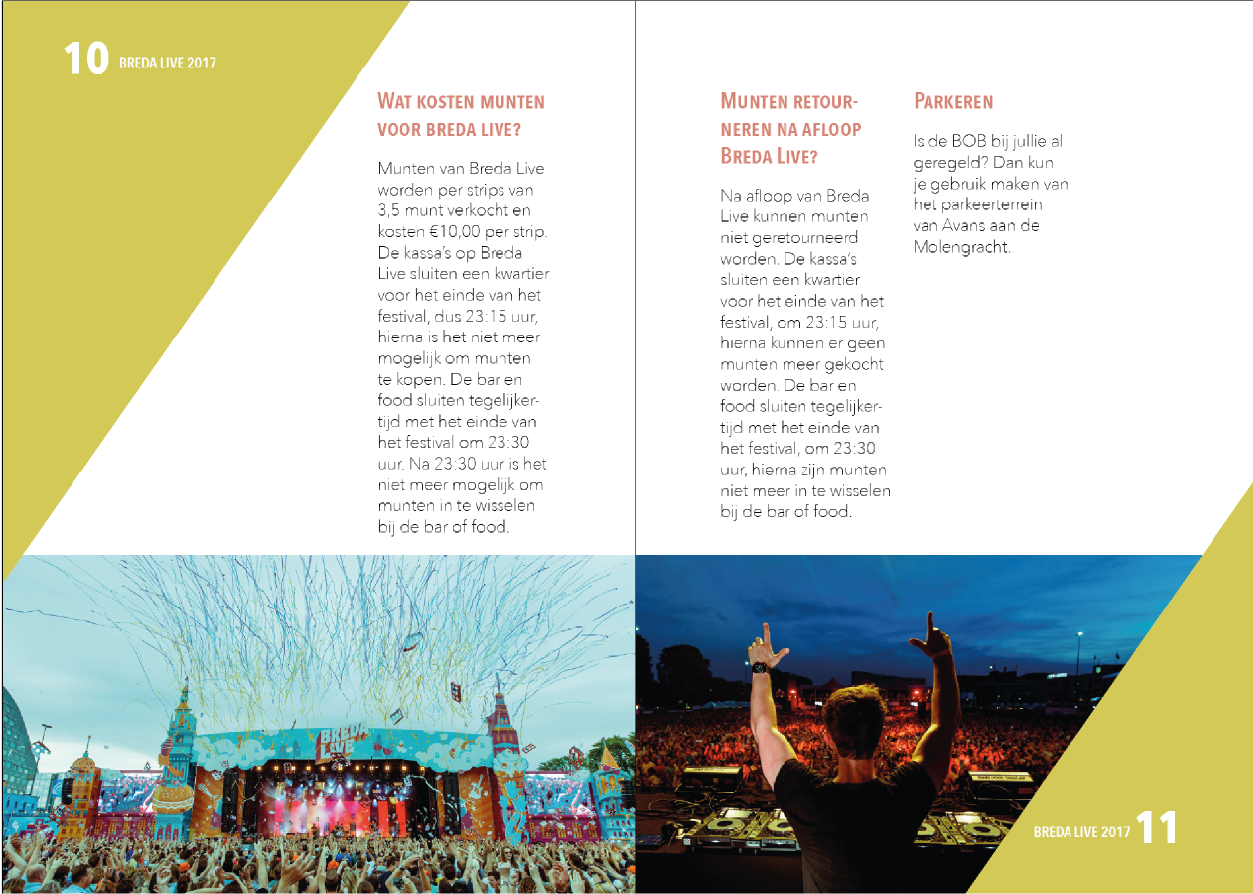 10 BREDA LIVE 2017
WAT KOSTEN MUNTEN
VOOR BREDA LIVE?
Munten van Breda Live
worden per strips van
3,5 munt verkocht en
kosten €10,00 per strip.
De kassa's op Breda
Live sluiten een kwartier
voor het einde van het
festival, dus 23:15 uur,
hierna is het niet meer
mogelijk om munten
te kopen. De bar en
food sluiten tegelijker-
tijd met het einde van
het festival om 23:30
uur. Na 23:30 uur is het
niet meer mogelijk om
munten in te wisselen
bij de bar of food.
MUNTEN RETOUR-
NEREN NA AFLOOP
BREDA LIVE?
Na afloop van Breda
Live kunnen munten
niet geretourneerd
worden. De kassa's
sluiten een kwartier
voor het einde van het
festival, om 23:15 uur,
hierna kunnen er geen
munten meer gekocht
worden. De bar en
food sluiten tegelijker-
tijd met het einde van
het festival, om 23:30
uur, hierna zijn munten
niet meer in te wisselen
bij de bar of food.
PARKEREN
Is de BOB bij jullie al
geregeld? Dan kun
je gebruik maken van
het parkeerterrein
van Avans aan de
Molengracht.
BREDA
LIVE
BREDA LIVE 2017 11